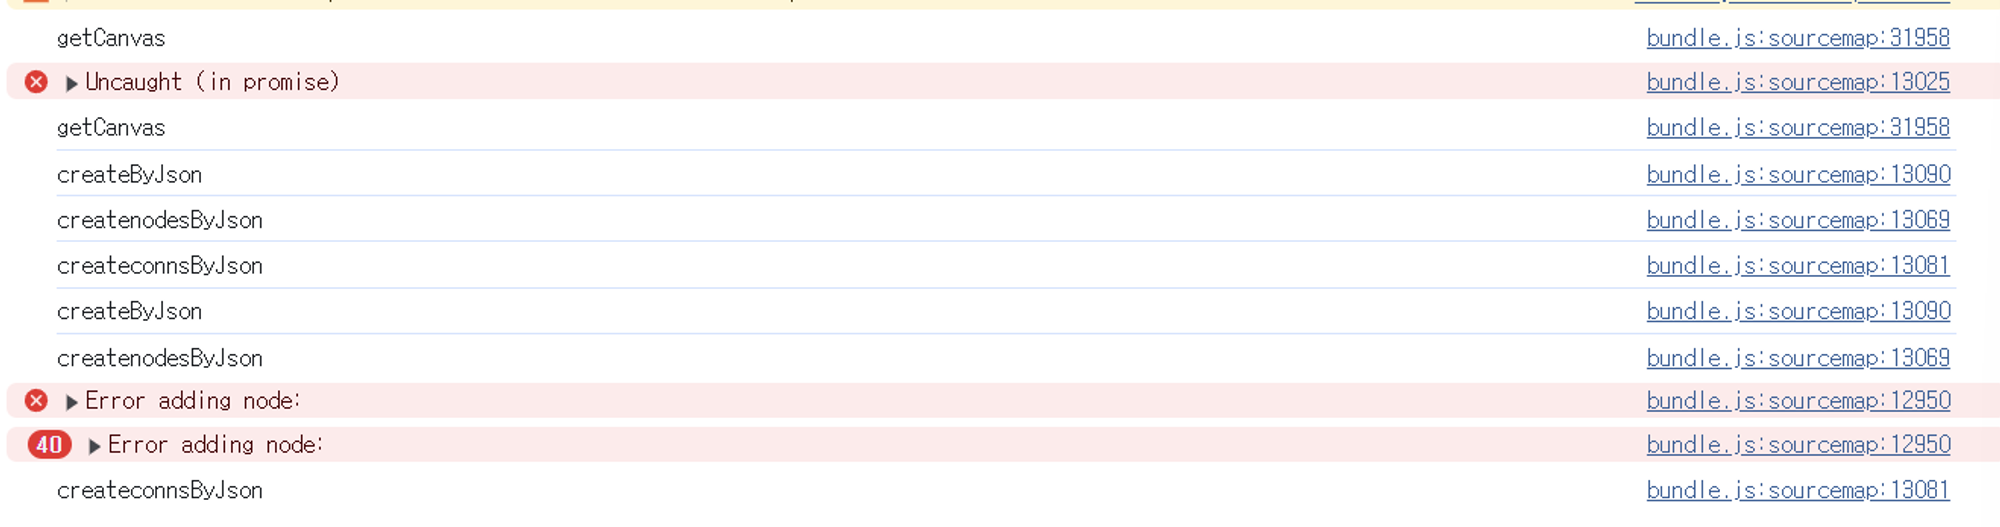 getCanvas bundle.js:sourcemap:31958
Uncaught (in promise) bundle.js:sourcemap:13025
getCanvas bundle.js:sourcemap:31958
createByJson bundle.js:sourcemap:13090
createnodesByJson bundle.js:sourcemap:13069
createconnsByJson bundle.js:sourcemap:13081
createByJson bundle.js:sourcemap:13090
createnodesByJson bundle.js:sourcemap:13069
Error adding node: bundle.js:sourcemap:12950
40 Error adding node: bundle.js:sourcemap:12950
createconnsByJson bundle.js:sourcemap:13081